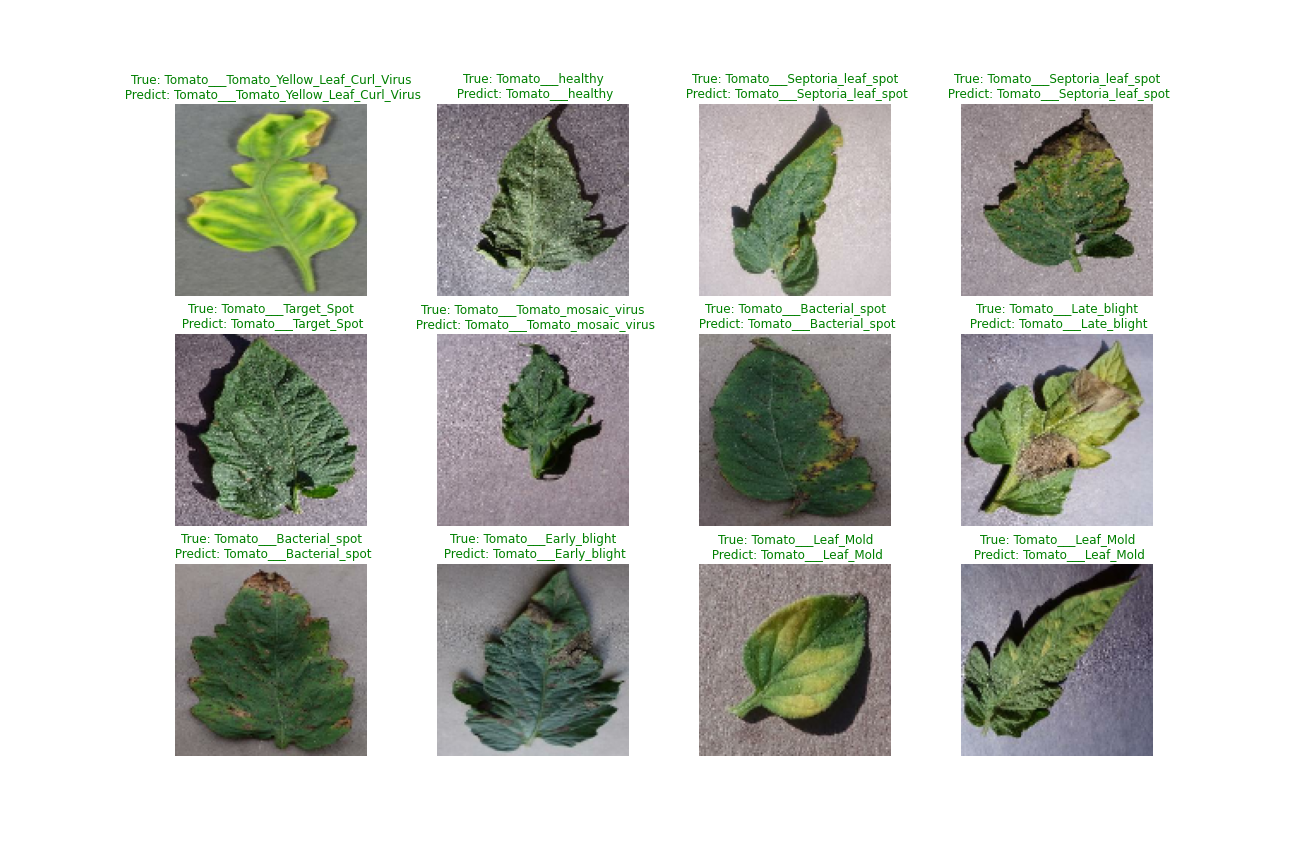 True: Tomato___Tomato_Yellow_Leaf_Curl_Virus
Predict: Tomato___Tomato_Yellow_Leaf_Curl_Virus
True: Tomato___healthy
Predict: Tomato___healthy
True: Tomato___Septoria_leaf_spot
Predict: Tomato___Septoria_leaf_spot
True: Tomato___Septoria_leaf_spot
Predict: Tomato___Septoria_leaf_spot
True: Tomato___Target_Spot
Predict: Tomato___Target_Spot
True: Tomato___Tomato_mosaic_virus
Predict: Tomato___Tomato_mosaic_virus
True: Tomato___Bacterial_spot
Predict: Tomato___Bacterial_spot
True: Tomato___Late_blight
Predict: Tomato___Late_blight
True: Tomato___Bacterial_spot
Predict: Tomato___Bacterial_spot
True: Tomato___Early_blight
Predict: Tomato___Early_blight
True: Tomato___Leaf_Mold
Predict: Tomato___Leaf_Mold
True: Tomato___Leaf_Mold
Predict: Tomato___Leaf_Mold